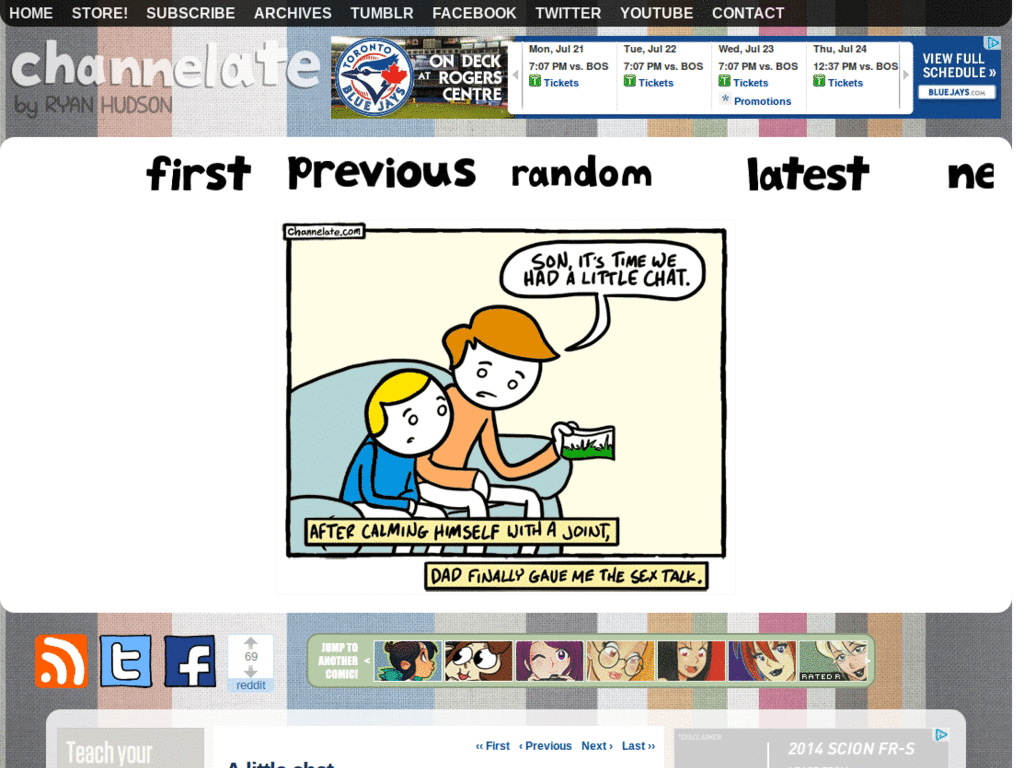 HOME STORE! SUBSCRIBE ARCHIVES TUMBLR FACEBOOK TWITTER YOUTUBE CONTACT
channelate
by RYAN HUDSON
TORONTO
BLUE JAYS
ON DECK
AT ROGERS
CENTRE
Mon, Jul 21 Tue, Jul 22 Wed, Jul 23 Thu, Jul 24
7:07 PM vs. BOS 7:07 PM vs. BOS 7:07 PM vs. BOS 12:37 PM vs. BOS
Tickets Tickets Tickets Tickets
Promotions
VIEW FULL
SCHEDULE »
BLUEJAYS.COM
first previous random latest ne
Channelate.com
SON, IT'S TIME WE
HAD A LITTLE CHAT.
AFTER CALMING HIMSELF WITH A JOINT,
DAD FINALLY GAVE ME THE SEX TALK.
69
reddit
JUMP TO
ANOTHER <
COMIC!
RATED R
‹‹ First ‹ Previous Next › Last ››
Teach your
A little chat
*DISCLAIMER
2014 SCION FR-S